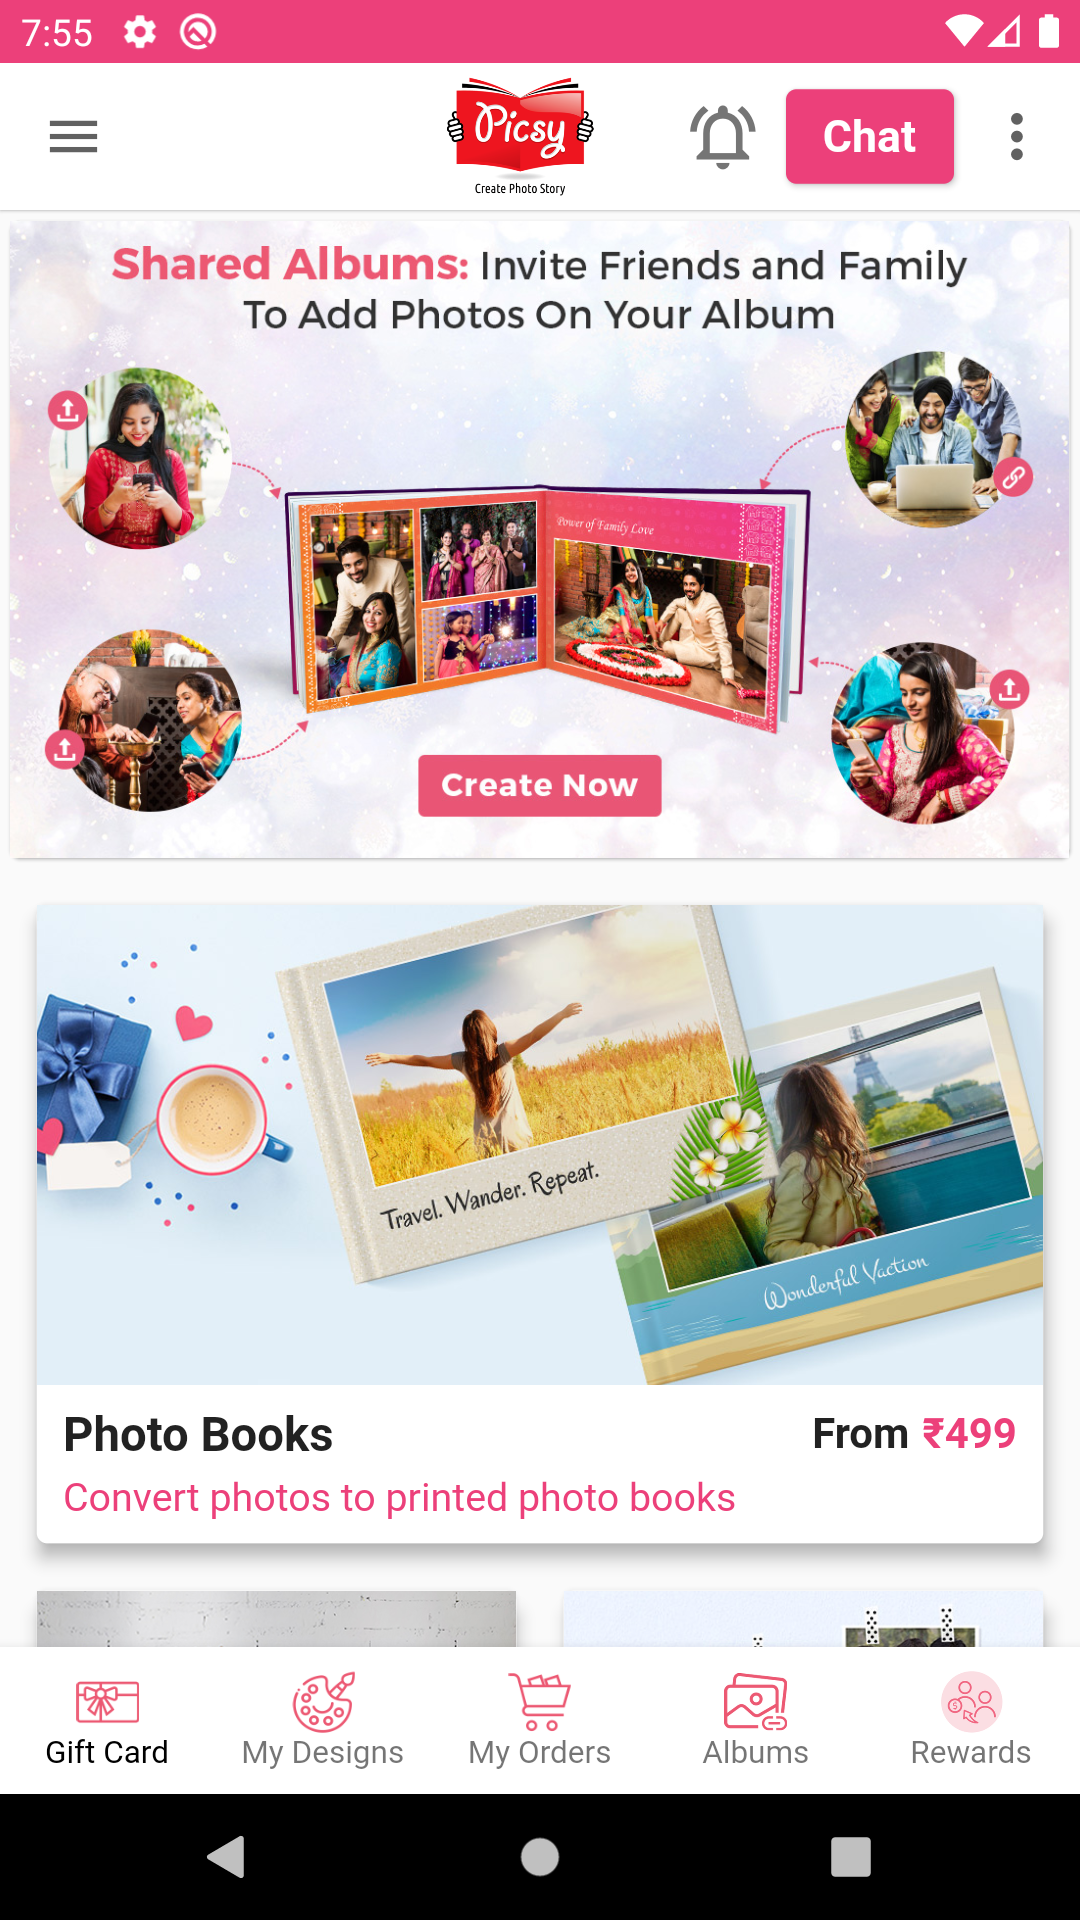 7:55
Picsy
Create Photo Story
Chat
Shared Albums: Invite Friends and Family
To Add Photos On Your Album
Power of Family Love
Create Now
Travel. Wander. Repeat.
Wonderful Vaction
Photo Books
From ₹499
Convert photos to printed photo books
Gift Card
My Designs
My Orders
Albums
Rewards